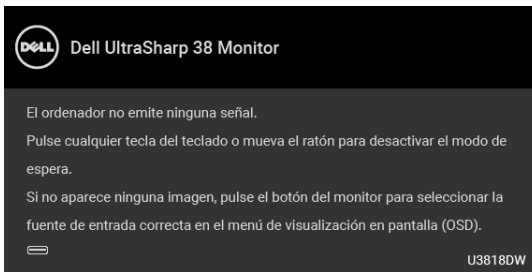 DELL
Dell UltraSharp 38 Monitor
El ordenador no emite ninguna señal.
Pulse cualquier tecla del teclado o mueva el ratón para desactivar el modo de
espera.
Si no aparece ninguna imagen, pulse el botón del monitor para seleccionar la
fuente de entrada correcta en el menú de visualización en pantalla (OSD).
U3818DW